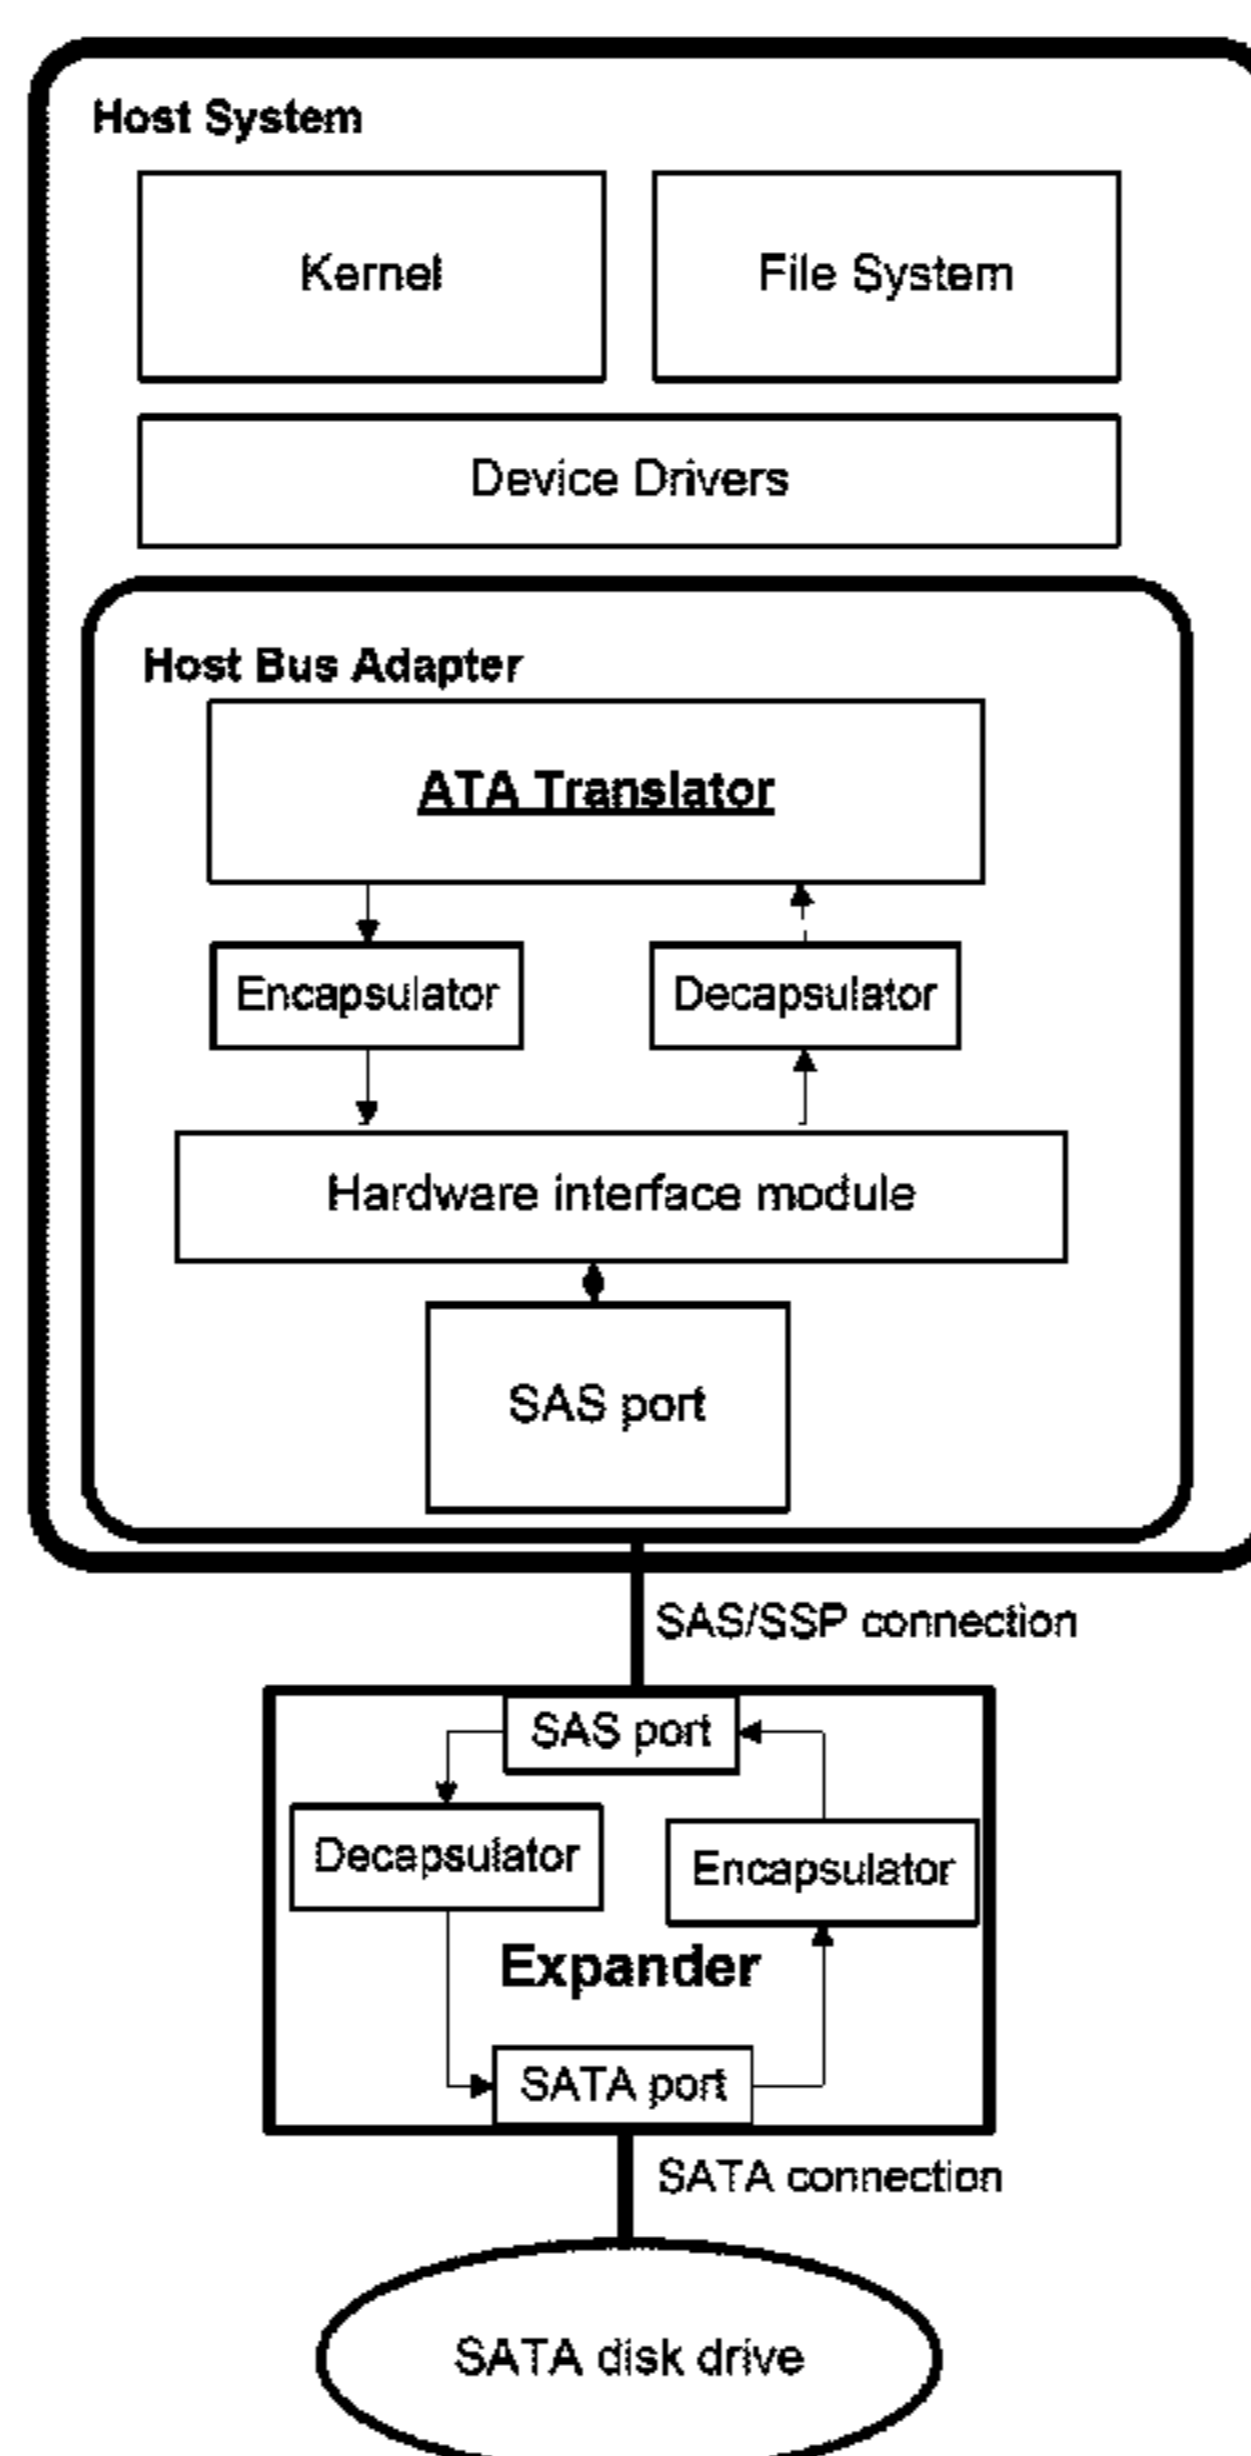 Host System
Kernel
File System
Device Drivers
Host Bus Adapter
ATA Translator
Encapsulator
Decapsulator
Hardware interface module
SAS port
SAS/SSP connection
SAS port
Decapsulator
Encapsulator
Expander
SATA port
SATA connection
SATA disk drive